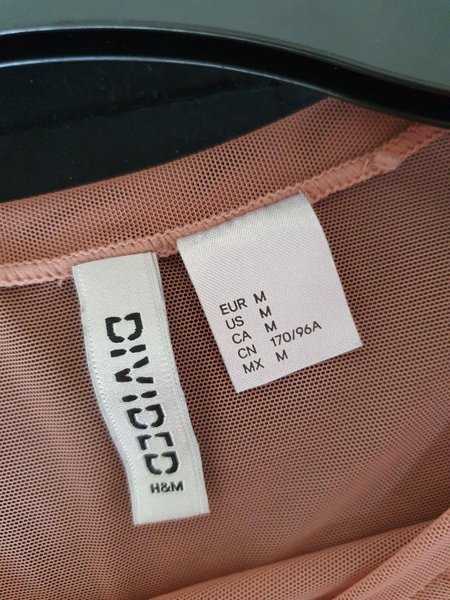 DIVIDED
H&M
EUR M
US M
CA M
CN 170/96A
MX M